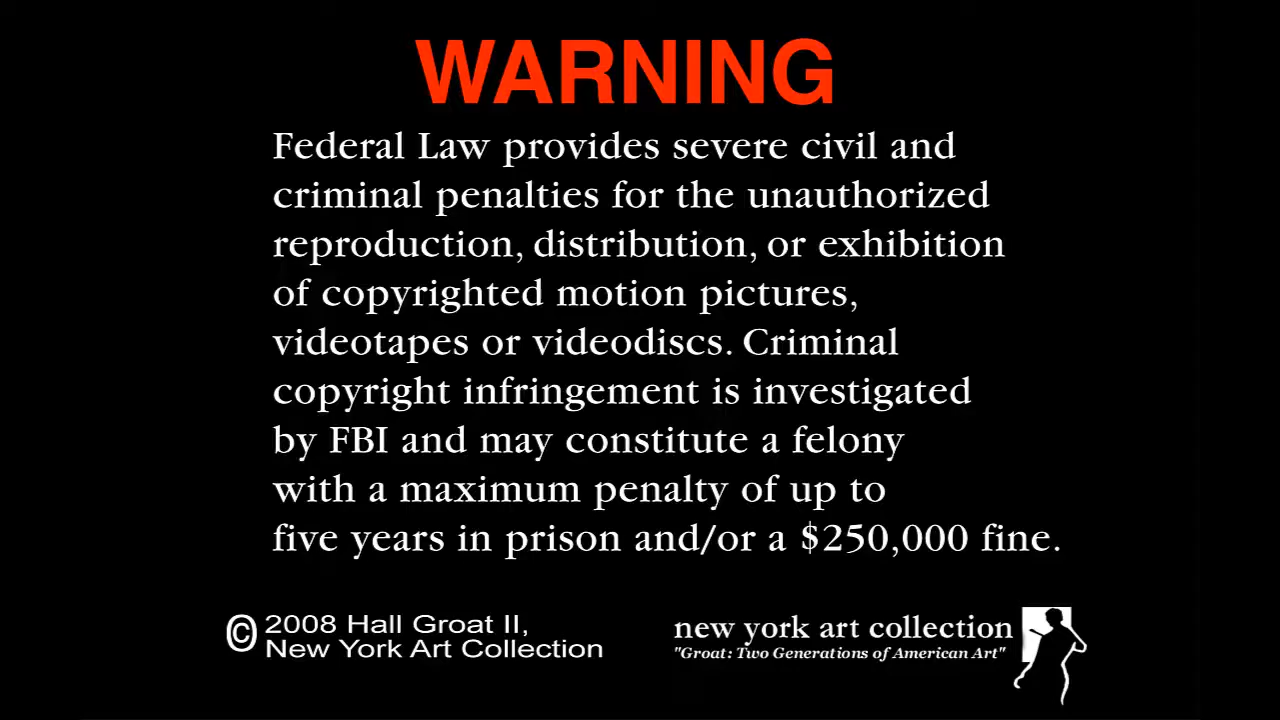 WARNING
Federal Law provides severe civil and
criminal penalties for the unauthorized
reproduction, distribution, or exhibition
of copyrighted motion pictures,
videotapes or videodiscs. Criminal
copyright infringement is investigated
by FBI and may constitute a felony
with a maximum penalty of up to
five years in prison and/or a $250,000 fine.
© 2008 Hall Groat II,
New York Art Collection
new york art collection
"Groat: Two Generations of American Art"